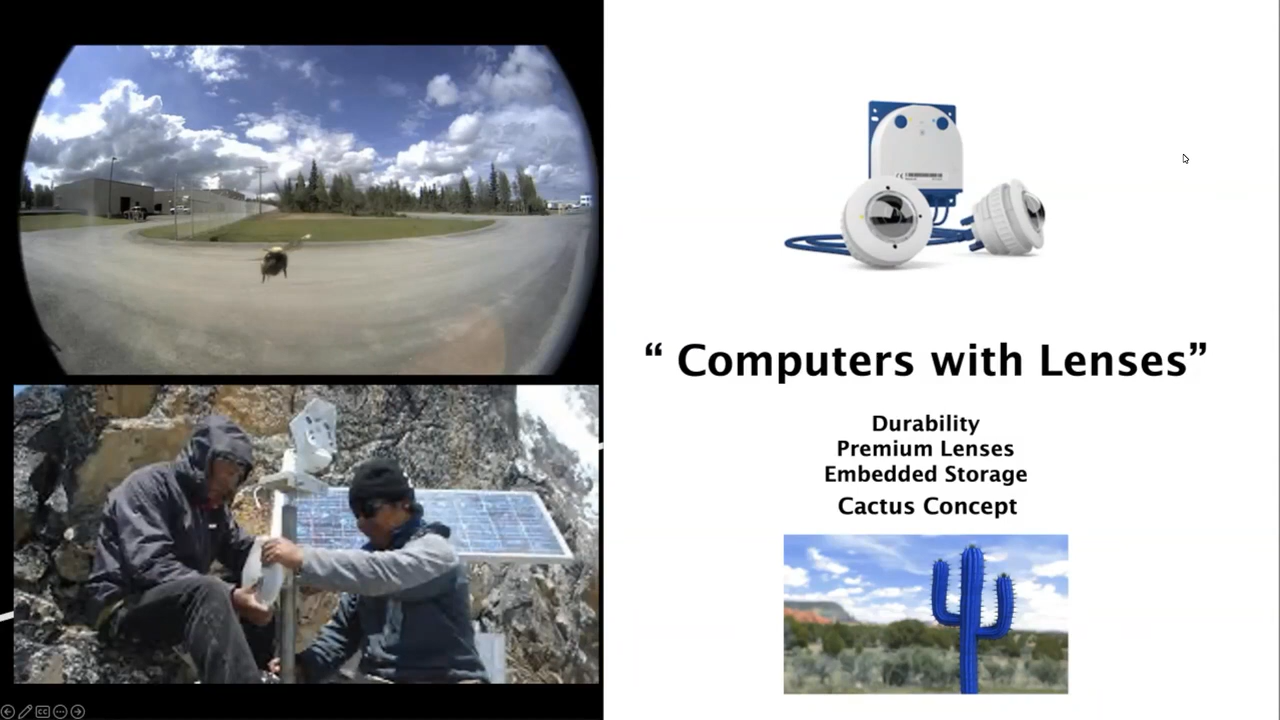 “ Computers with Lenses”
Durability
Premium Lenses
Embedded Storage
Cactus Concept